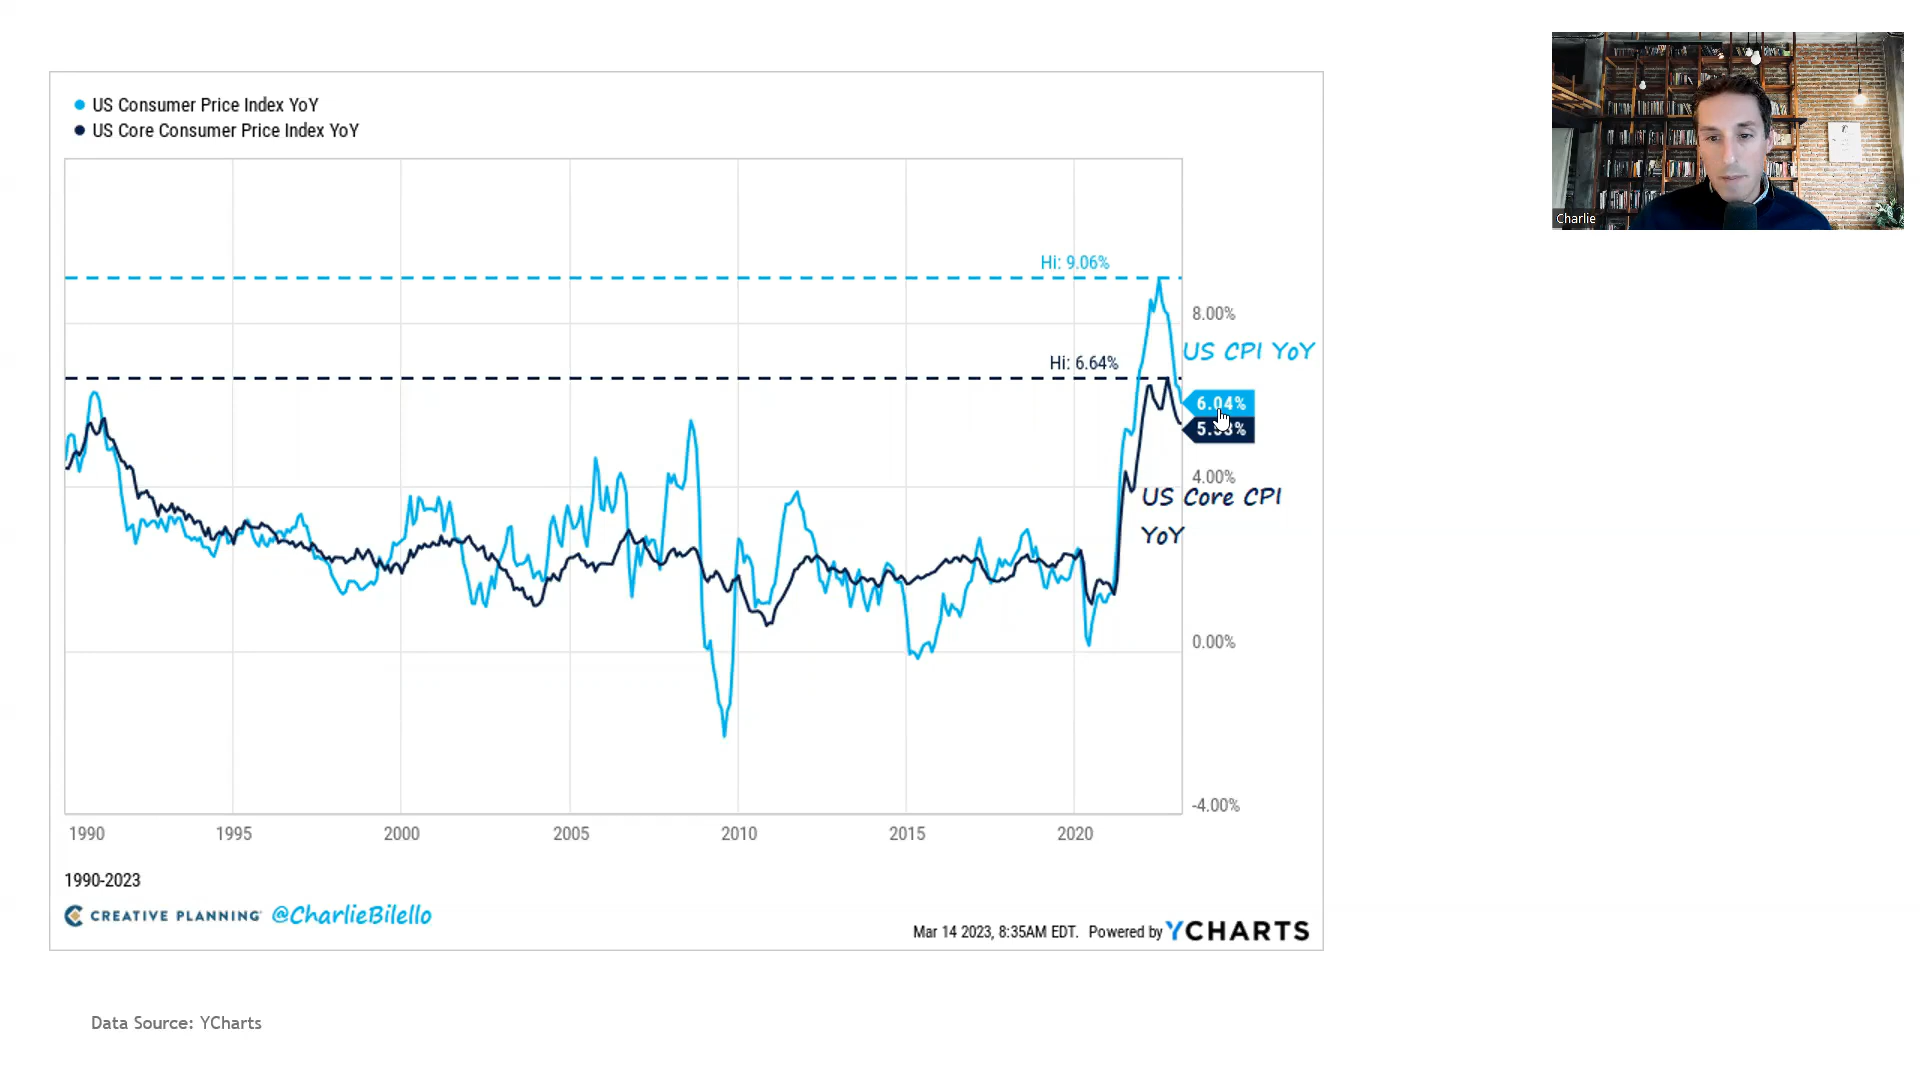 US Consumer Price Index YoY
US Core Consumer Price Index YoY
Hi: 9.06%
8.00%
US CPI YoY
Hi: 6.64%
6.04%
4.00%
US Core CPI
YoY
0.00%
-4.00%
1990 1995 2000 2005 2010 2015 2020
1990-2023
CREATIVE PLANNING @CharlieBilello
Mar 14 2023, 8:35AM EDT. Powered by YCHARTS
Data Source: YCharts
Charlie